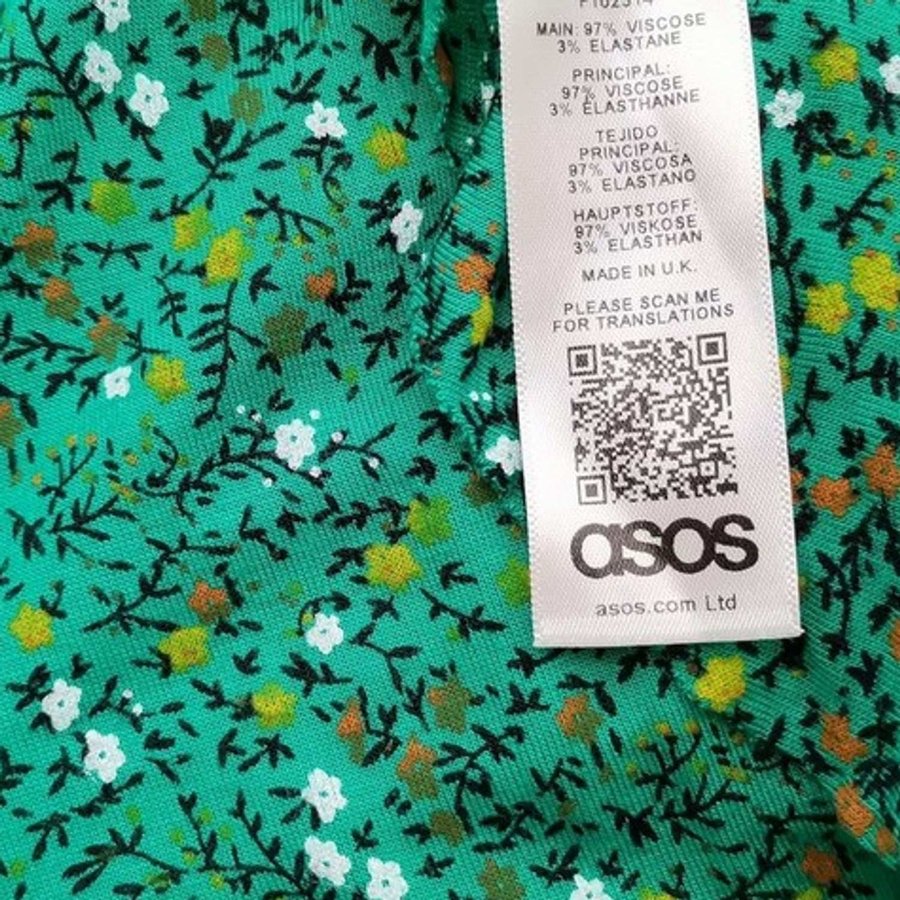 MAIN: 97% VISCOSE
3% ELASTANE
PRINCIPAL:
97% VISCOSE
3% ÉLASTHANNE
TEJIDO
PRINCIPAL:
97% VISCOSA
3% ELASTANO
HAUPTSTOFF:
97% VISKOSE
3% ELASTHAN
MADE IN U.K.
PLEASE SCAN ME
FOR TRANSLATIONS
asos
asos.com Ltd